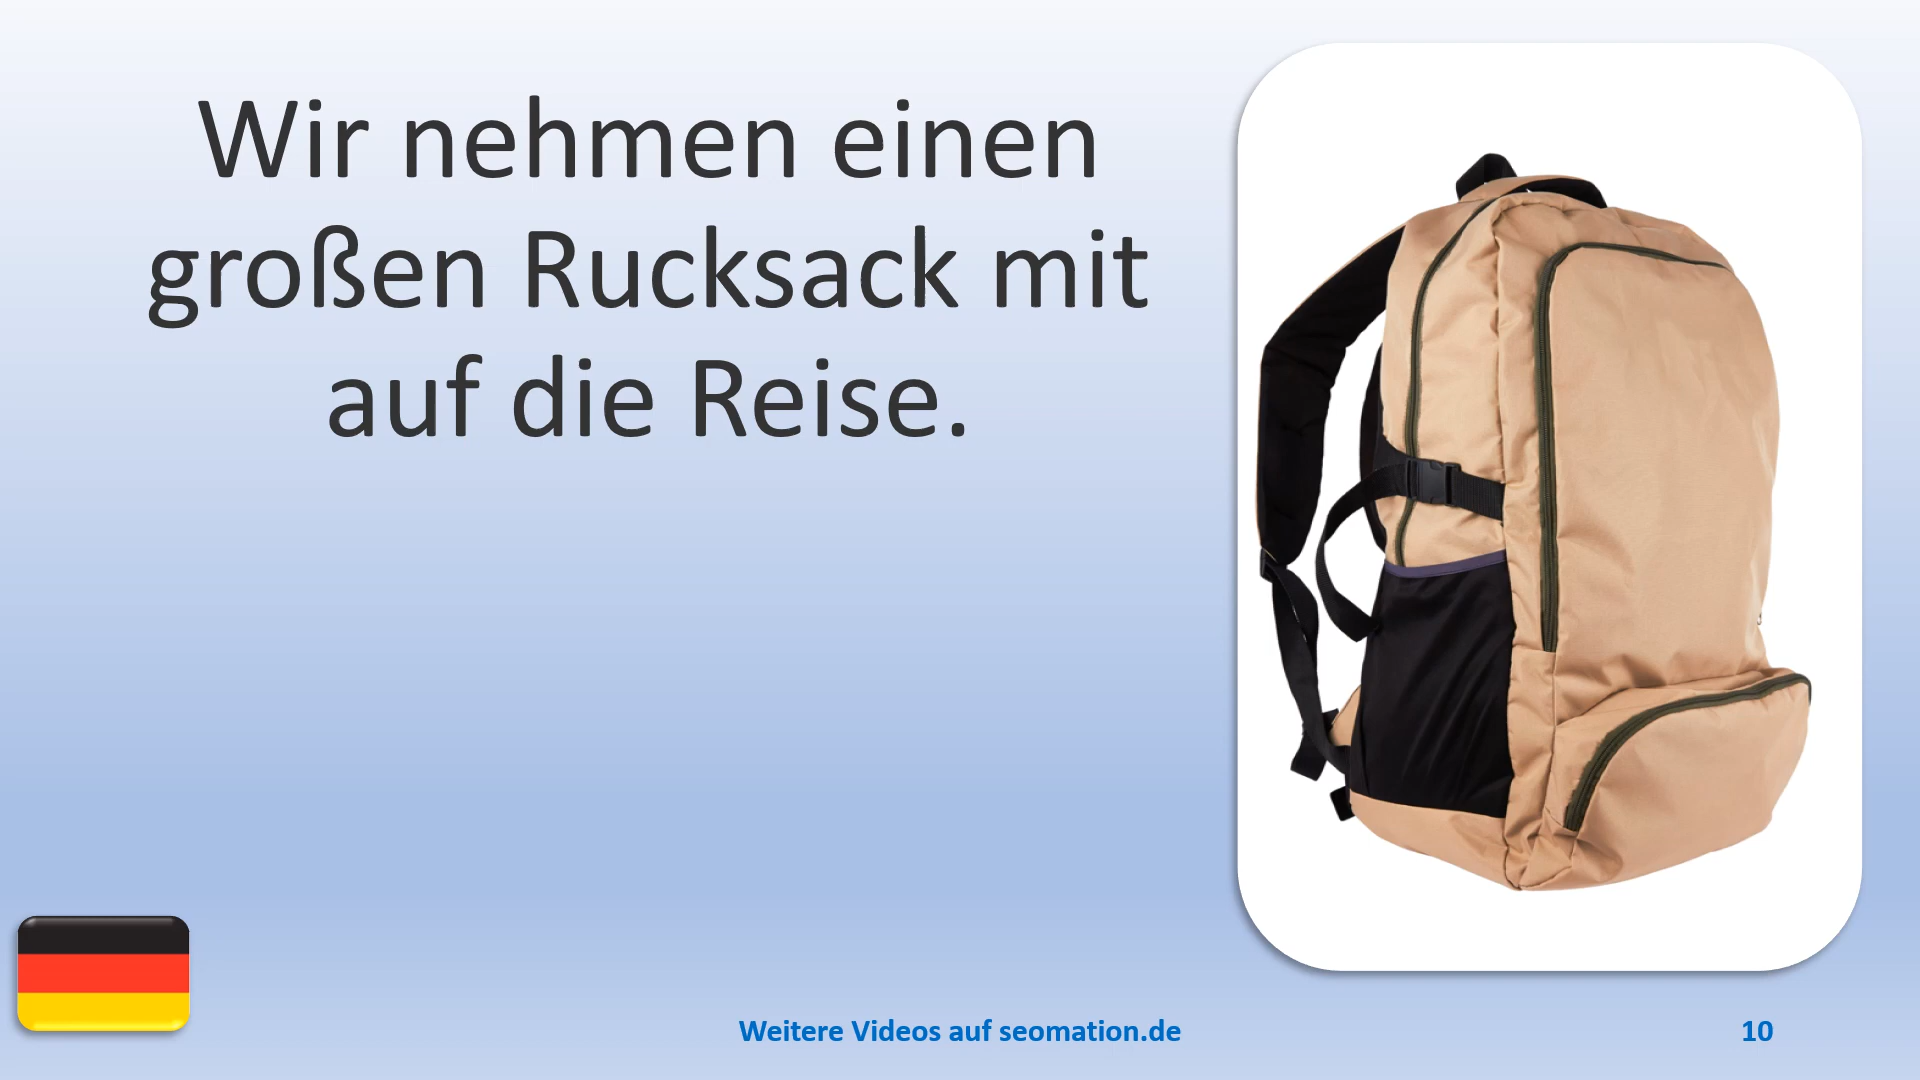 Wir nehmen einen
großen Rucksack mit
auf die Reise.
Weitere Videos auf seomation.de
10